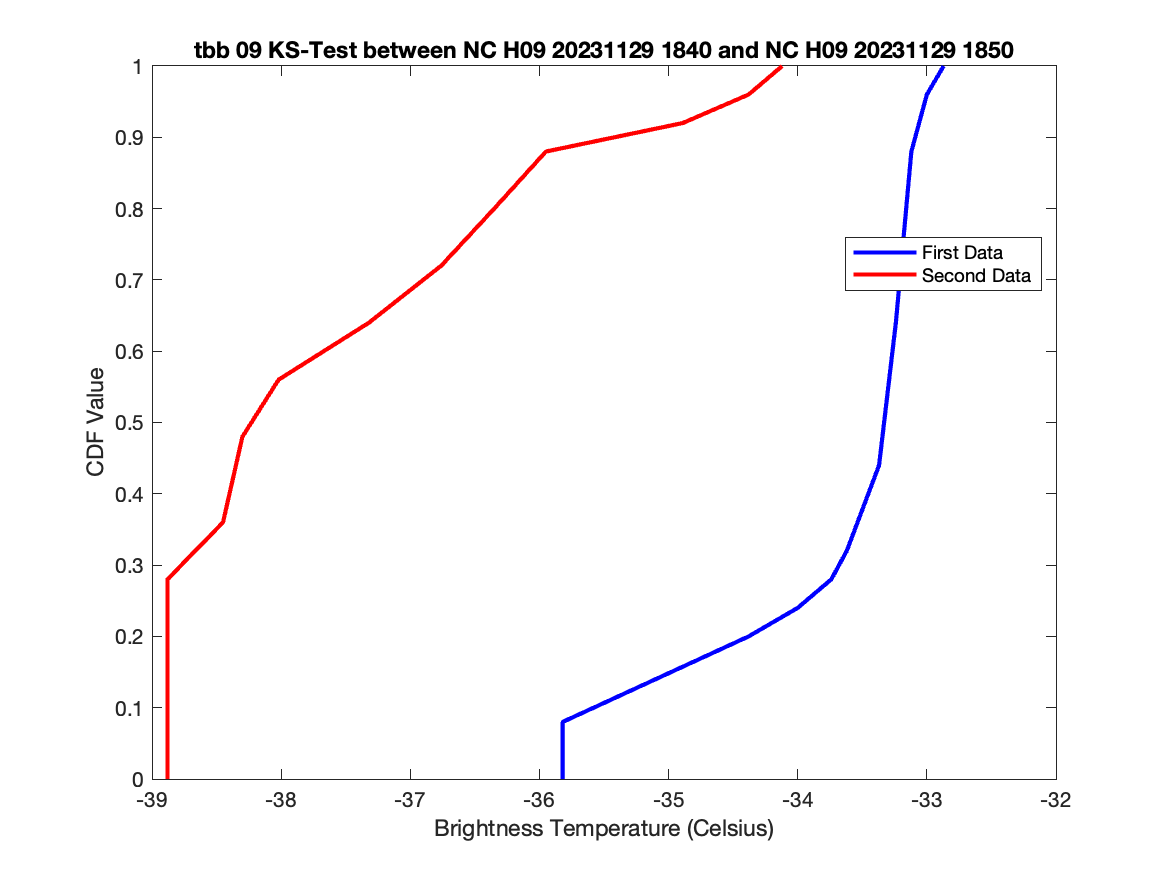 tbb 09 KS-Test between NC H09 20231129 1840 and NC H09 20231129 1850
1
0.9
0.8
0.7
0.6
0.5
0.4
0.3
0.2
0.1
0
CDF Value
First Data
Second Data
-39 -38 -37 -36 -35 -34 -33 -32
Brightness Temperature (Celsius)